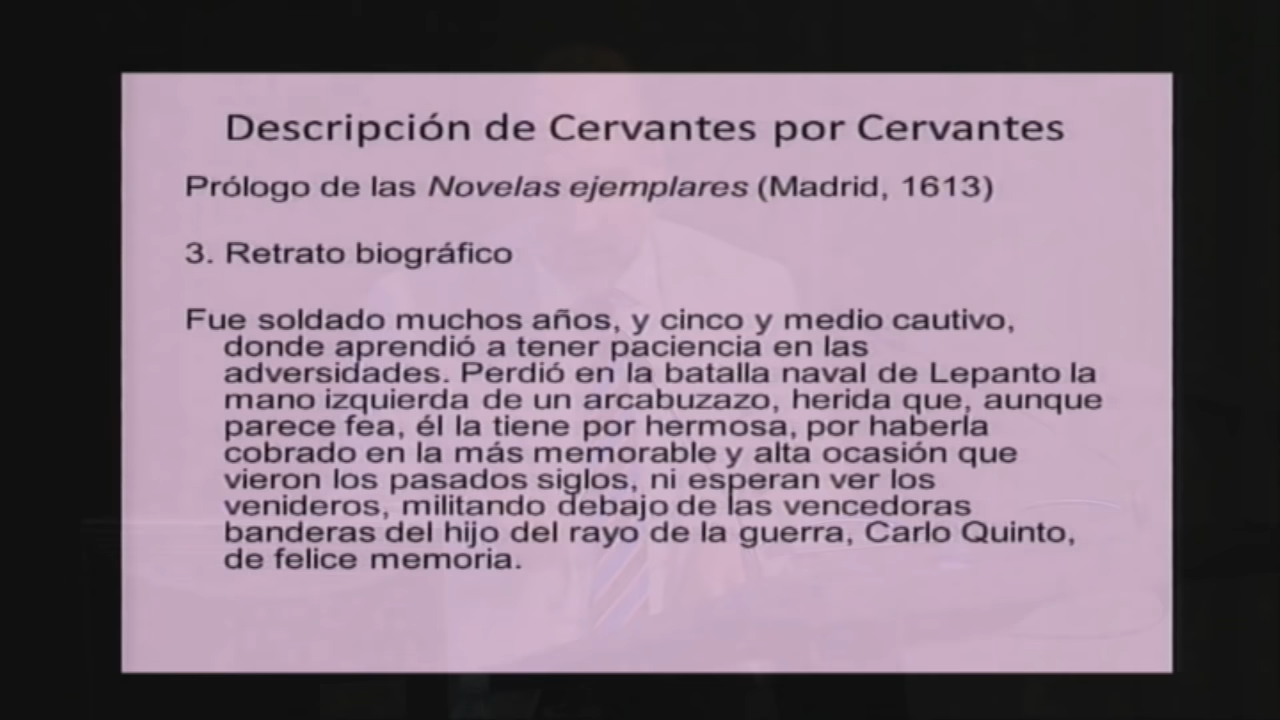 Descripción de Cervantes por Cervantes
Prólogo de las Novelas ejemplares (Madrid, 1613)
3. Retrato biográfico
Fue soldado muchos años, y cinco y medio cautivo,
donde aprendió a tener paciencia en las
adversidades. Perdió en la batalla naval de Lepanto la
mano izquierda de un arcabuzazo, herida que, aunque
parece fea, él la tiene por hermosa, por haberla
cobrado en la más memorable y alta ocasión que
vieron los pasados siglos, ni esperan ver los
venideros, militando debajo de las vencedoras
banderas del hijo del rayo de la guerra, Carlo Quinto,
de felice memoria.